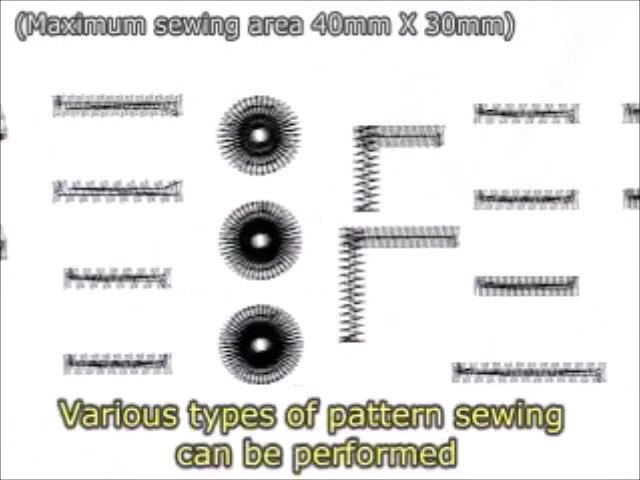 (Maximum sewing area 40mm X 30mm)
Various types of pattern sewing
can be performed